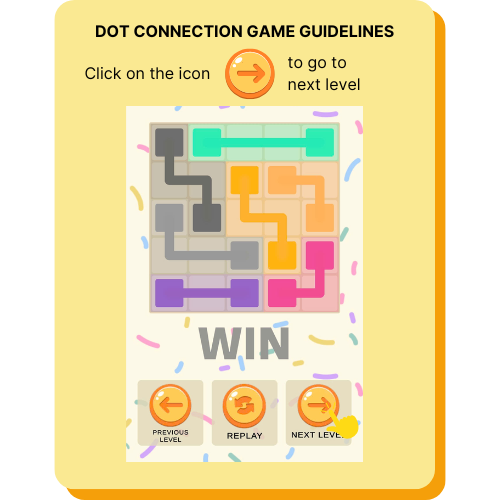 DOT CONNECTION GAME GUIDELINES
Click on the icon
to go to
next level
WIN
PREVIOUS
LEVEL
REPLAY
NEXT LEVEL